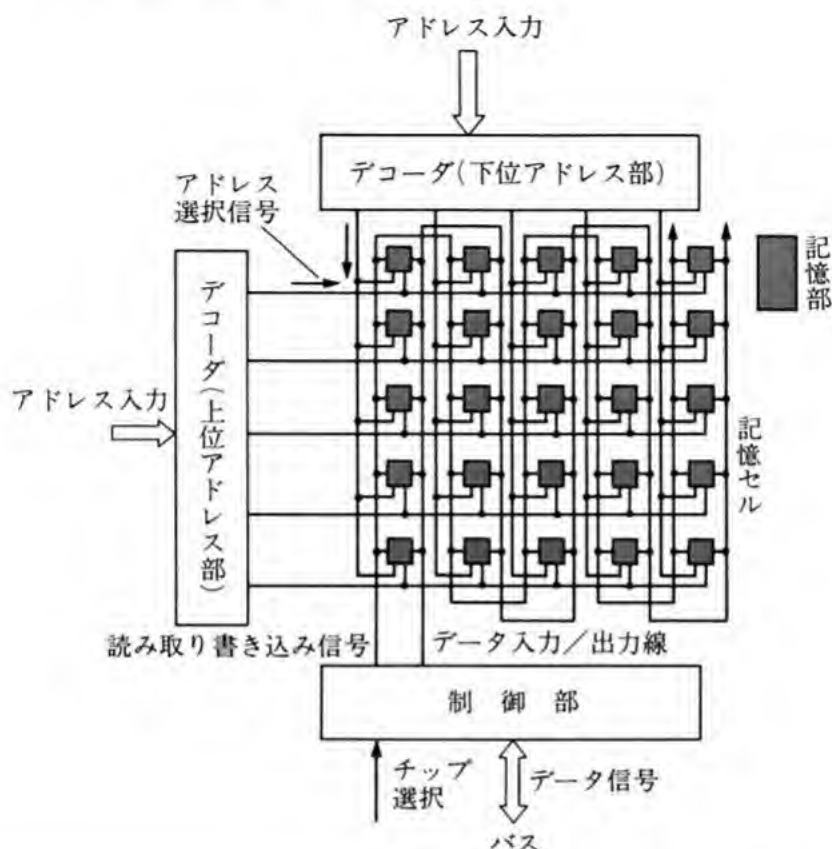 アドレス入力
デコーダ(下位アドレス部)
アドレス
選択信号
記憶部
デコーダ(上位アドレス部)
アドレス入力
記憶セル
読み取り書き込み信号
データ入力/出力線
制御部
チップ
選択
データ信号
バス